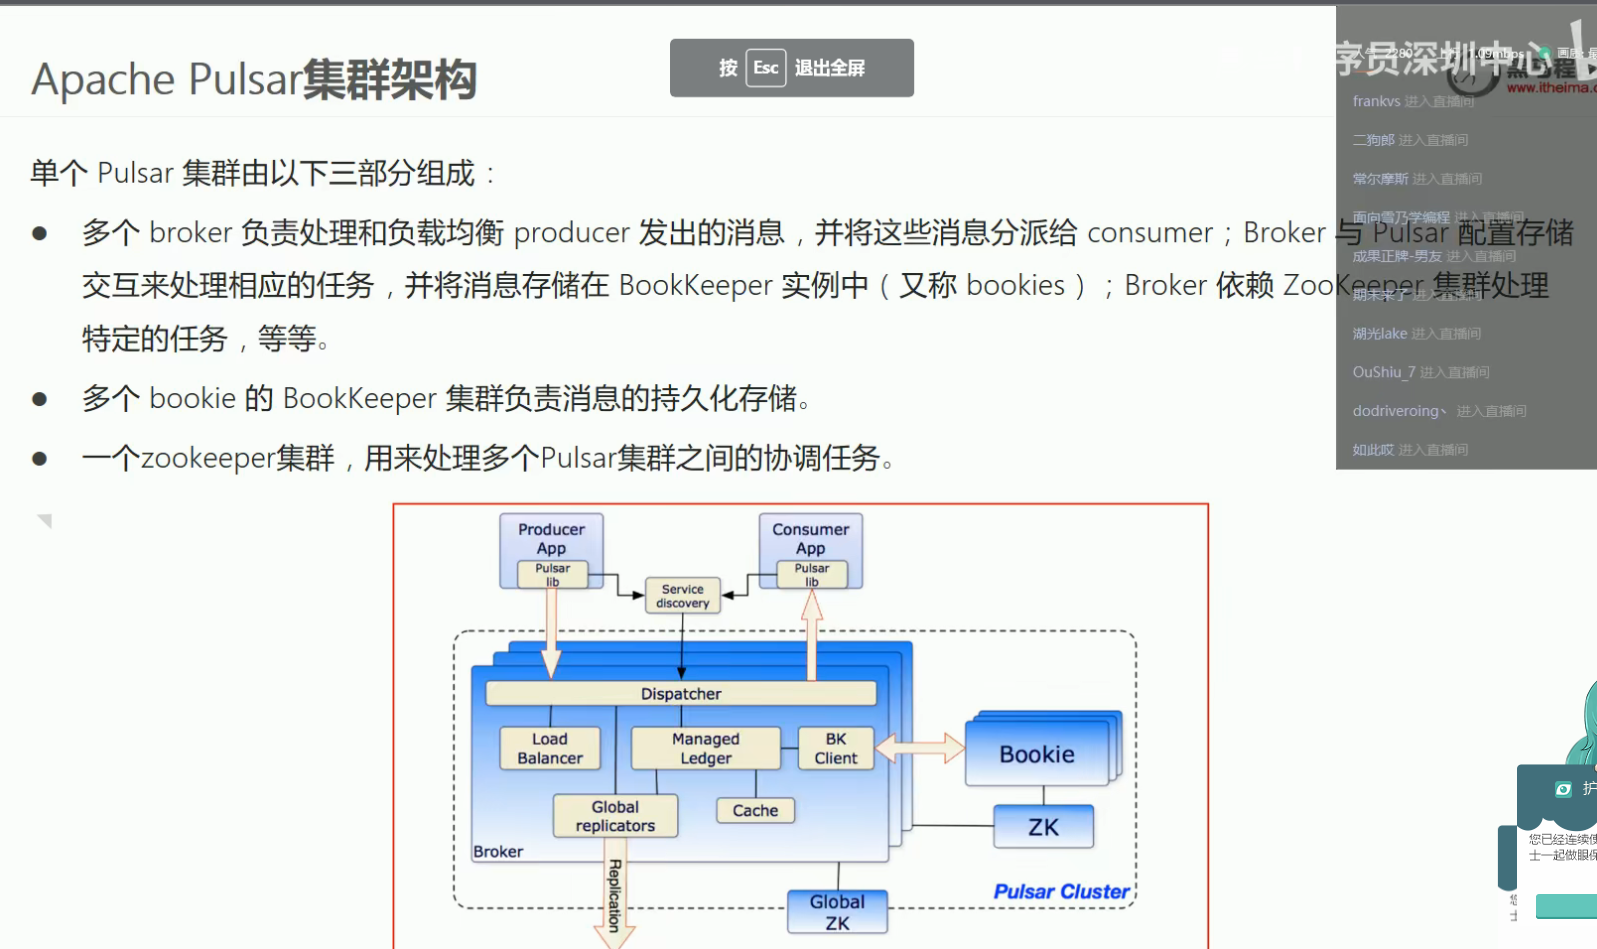 Apache Pulsar集群架构
按 Esc 退出全屏
序员深圳中心
www.itheima.c
单个 Pulsar 集群由以下三部分组成：
多个 broker 负责处理和负载均衡 producer 发出的消息，并将这些消息分派给 consumer；Broker 与 Pulsar 配置存储
交互来处理相应的任务，并将消息存储在 BookKeeper 实例中（又称 bookies）；Broker 依赖 ZooKeeper 集群处理
特定的任务，等等。
多个 bookie 的 BookKeeper 集群负责消息的持久化存储。
一个zookeeper集群，用来处理多个Pulsar集群之间的协调任务。
frankvs 进入直播间
二狗郎 进入直播间
常尔摩斯 进入直播间
面向雪乃学编程 进入直播间
成果正牌-男友 进入直播间
期末来了 进入直播间
湖光lake 进入直播间
OuShiu_7 进入直播间
dodriveroing丶 进入直播间
如此哎 进入直播间
Producer
App
Pulsar
lib
Consumer
App
Pulsar
lib
Service
discovery
Dispatcher
Load
Balancer
Managed
Ledger
BK
Client
Bookie
Global
replicators
Cache
ZK
Broker
Replication
Pulsar Cluster
Global
ZK
护
您已经连续使
士一起做眼保